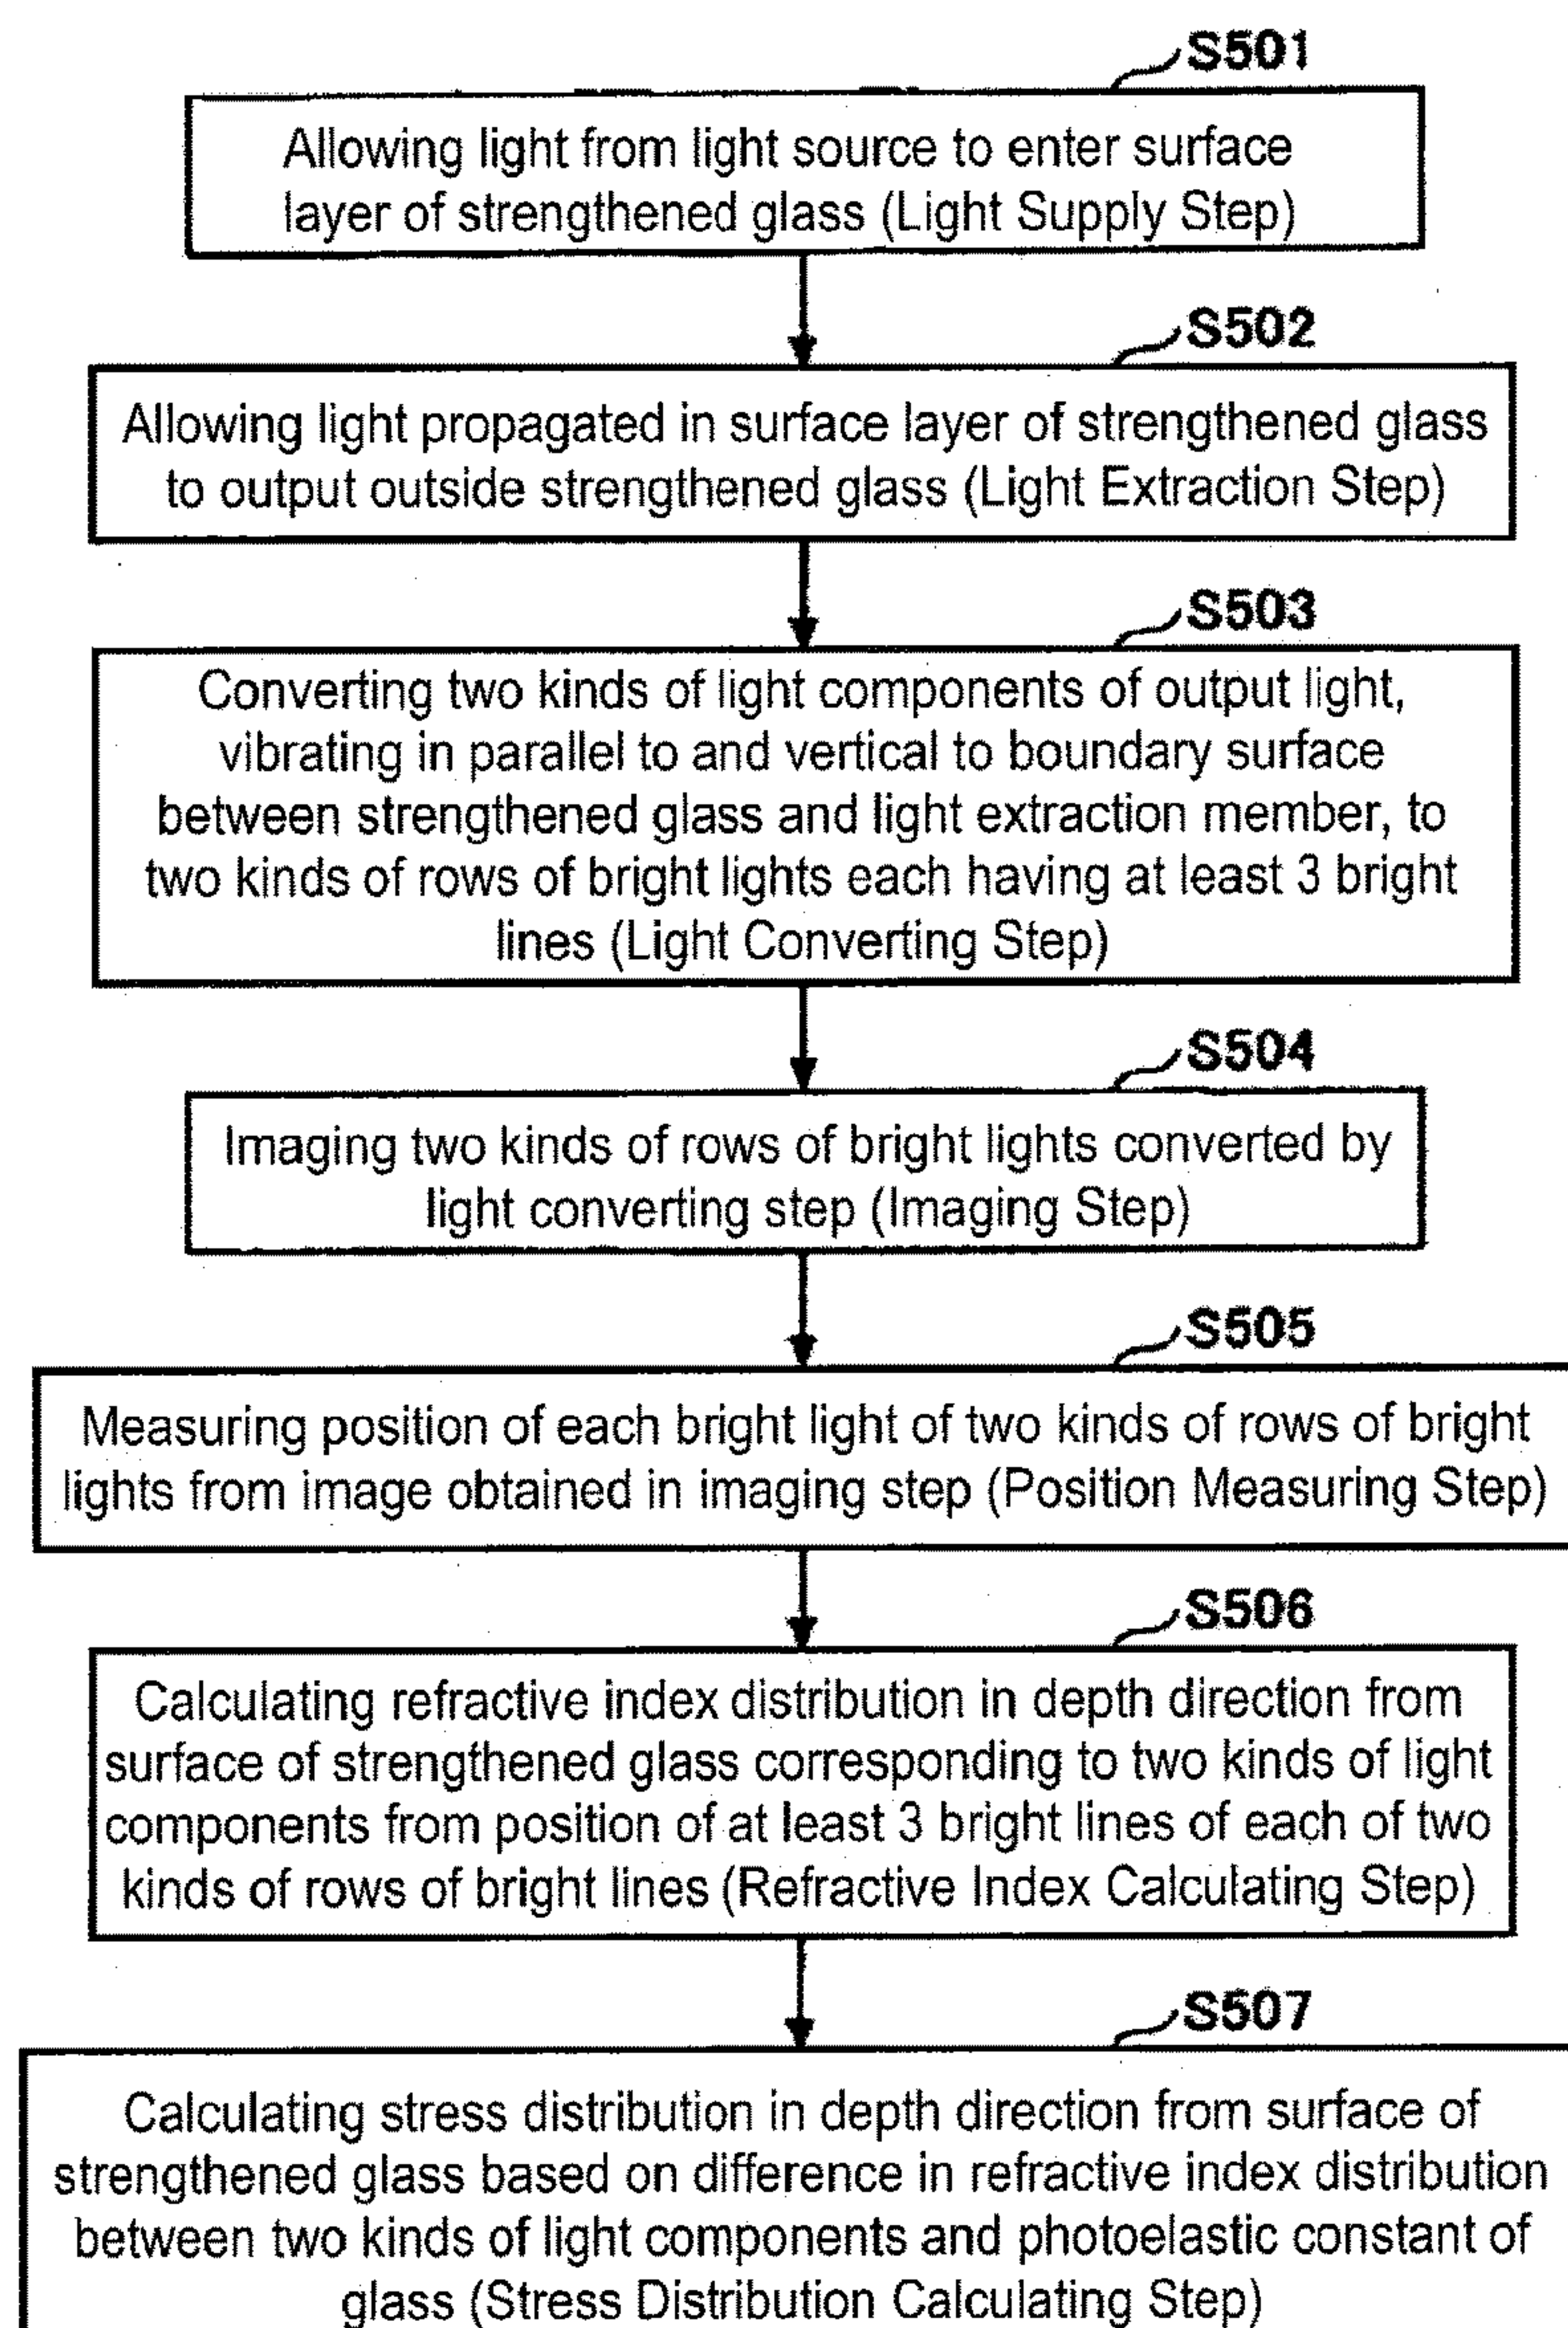 S501
Allowing light from light source to enter surface
layer of strengthened glass (Light Supply Step)
S502
Allowing light propagated in surface layer of strengthened glass
to output outside strengthened glass (Light Extraction Step)
S503
Converting two kinds of light components of output light,
vibrating in parallel to and vertical to boundary surface
between strengthened glass and light extraction member, to
two kinds of rows of bright lights each having at least 3 bright
lines (Light Converting Step)
S504
Imaging two kinds of rows of bright lights converted by
light converting step (Imaging Step)
S505
Measuring position of each bright light of two kinds of rows of bright
lights from image obtained in imaging step (Position Measuring Step)
S506
Calculating refractive index distribution in depth direction from
surface of strengthened glass corresponding to two kinds of light
components from position of at least 3 bright lines of each of two
kinds of rows of bright lines (Refractive Index Calculating Step)
S507
Calculating stress distribution in depth direction from surface of
strengthened glass based on difference in refractive index distribution
between two kinds of light components and photoelastic constant of
glass (Stress Distribution Calculating Step)